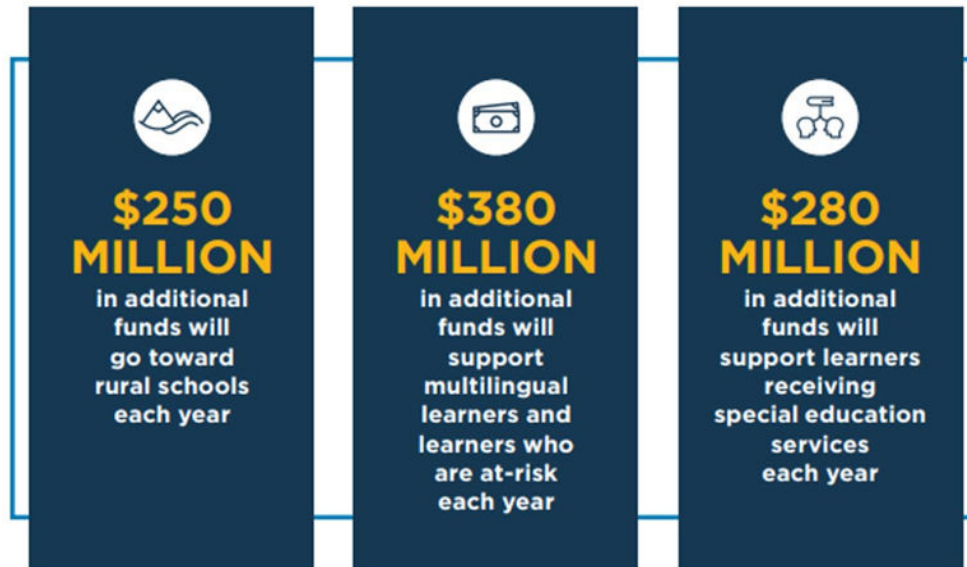 $250
MILLION
in additional
funds will
go toward
rural schools
each year
$380
MILLION
in additional
funds will
support
multilingual
learners and
learners who
are at-risk
each year
$280
MILLION
in additional
funds will
support learners
receiving
special education
services
each year